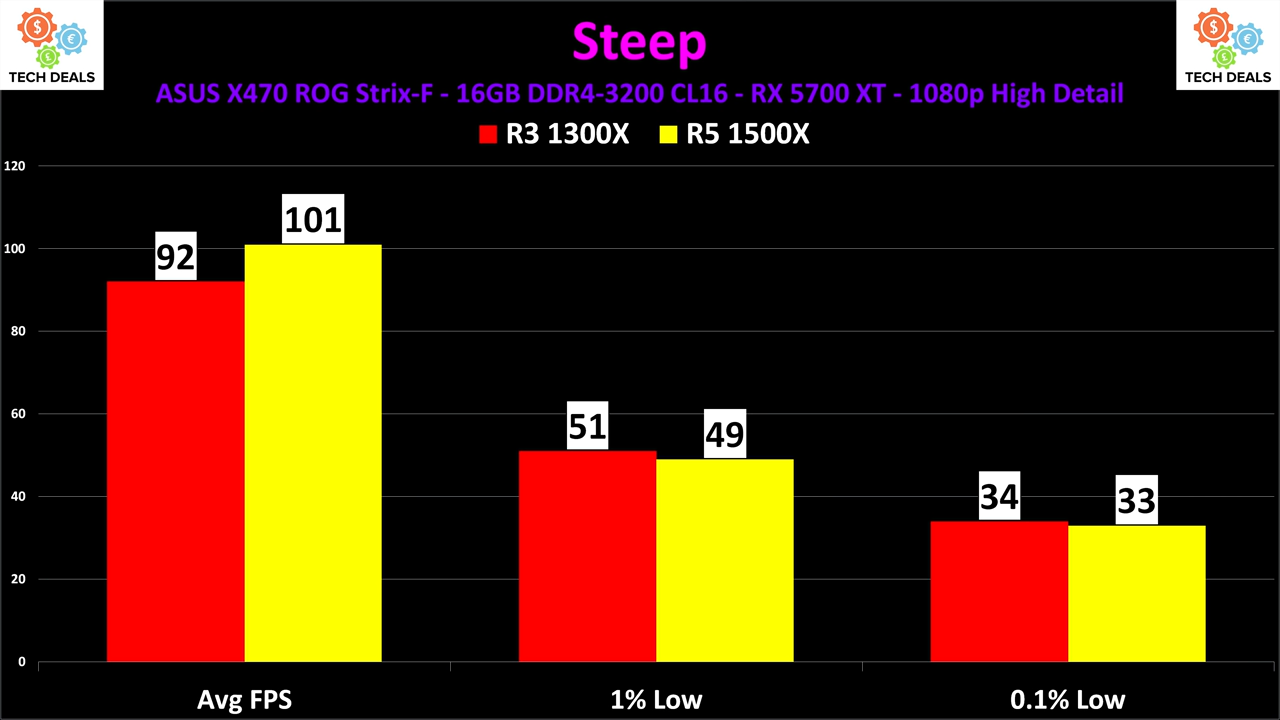 Steep
TECH DEALS
TECH DEALS
ASUS X470 ROG Strix-F - 16GB DDR4-3200 CL16 - RX 5700 XT - 1080p High Detail
R3 1300X R5 1500X
120
100
80
60
40
20
0
92
101
51
49
34
33
Avg FPS
1% Low
0.1% Low
$
€
€
$
€
€